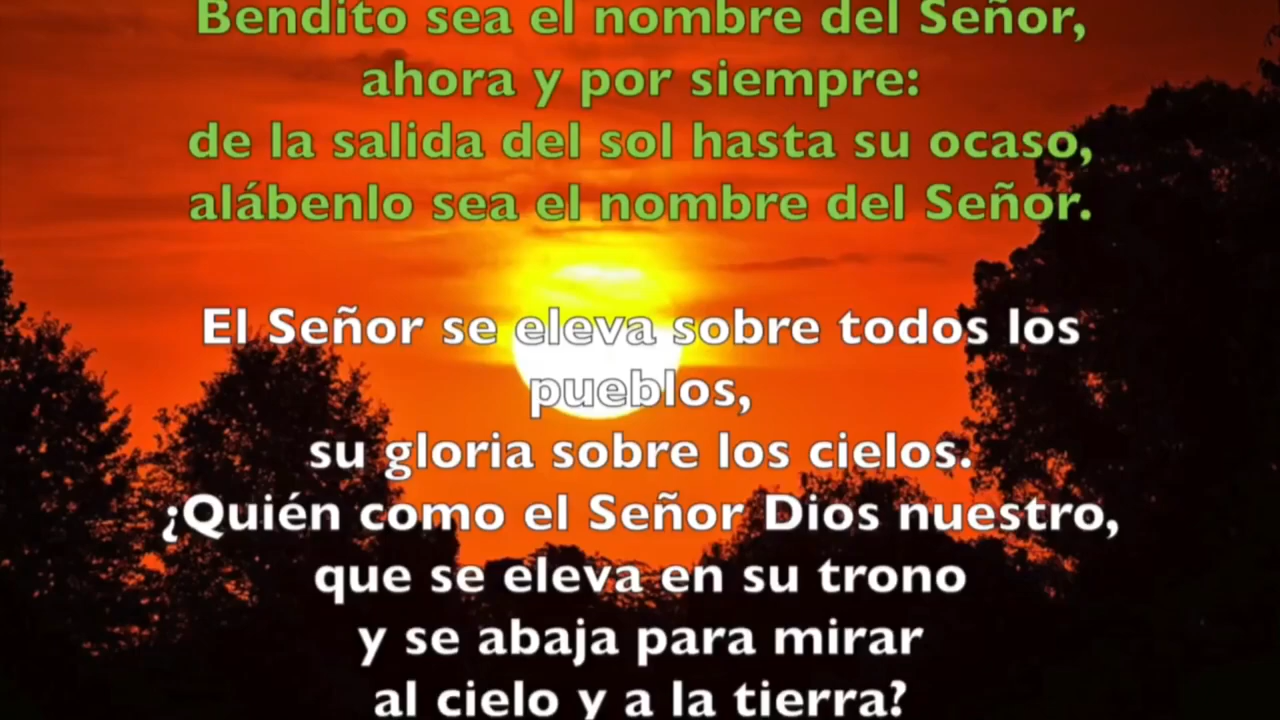 Bendito sea el nombre del Señor,
ahora y por siempre:
de la salida del sol hasta su ocaso,
alábenlo sea el nombre del Señor.
El Señor se eleva sobre todos los
pueblos,
su gloria sobre los cielos.
¿Quién como el Señor Dios nuestro,
que se eleva en su trono
y se abaja para mirar
al cielo y a la tierra?